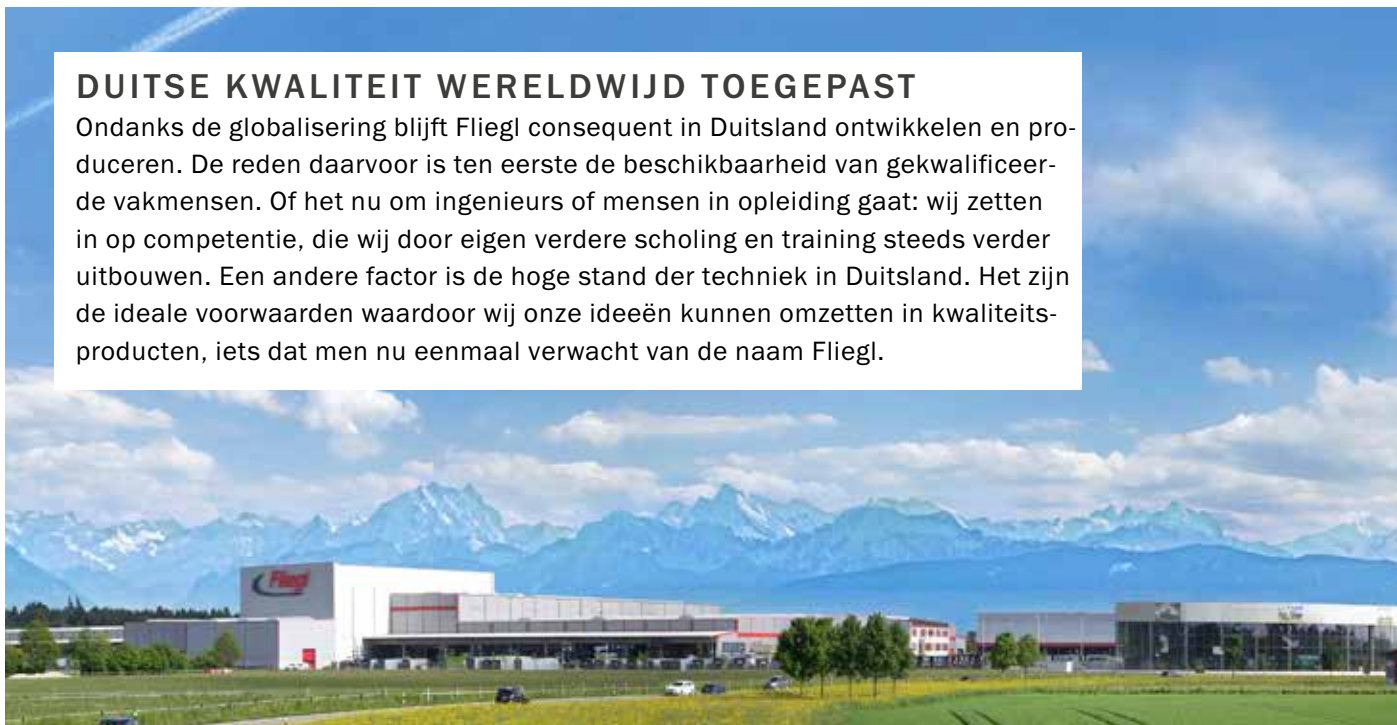 DUITSE KWALITEIT WERELDWIJD TOEGEPAST
Ondanks de globalisering blijft Fliegl consequent in Duitsland ontwikkelen en pro-
duceren. De reden daarvoor is ten eerste de beschikbaarheid van gekwalificeer-
de vakmensen. Of het nu om ingenieurs of mensen in opleiding gaat: wij zetten
in op competentie, die wij door eigen verdere scholing en training steeds verder
uitbouwen. Een andere factor is de hoge stand der techniek in Duitsland. Het zijn
de ideale voorwaarden waardoor wij onze ideeën kunnen omzetten in kwaliteits-
producten, iets dat men nu eenmaal verwacht van de naam Fliegl.
Fliegl